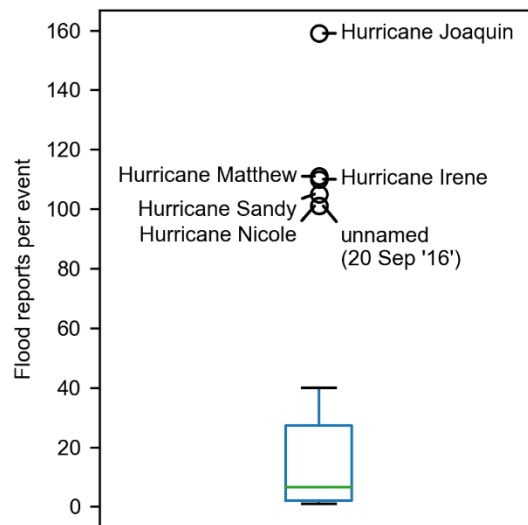 160
Hurricane Joaquin
140
120
Hurricane Matthew
Hurricane Irene
100
Hurricane Sandy
Hurricane Nicole
unnamed
(20 Sep '16')
80
60
40
20
0
Flood reports per event